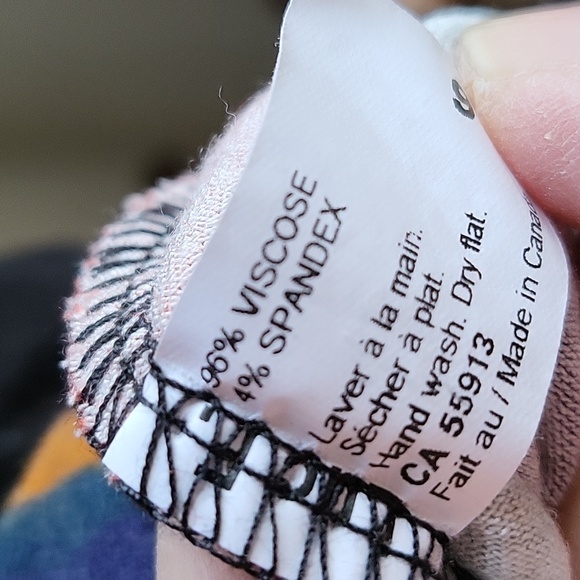 96% VISCOSE
4% SPANDEX
Laver à la main.
Sécher à plat.
Hand wash. Dry flat.
CA 55913
Fait au / Made in Cana
S